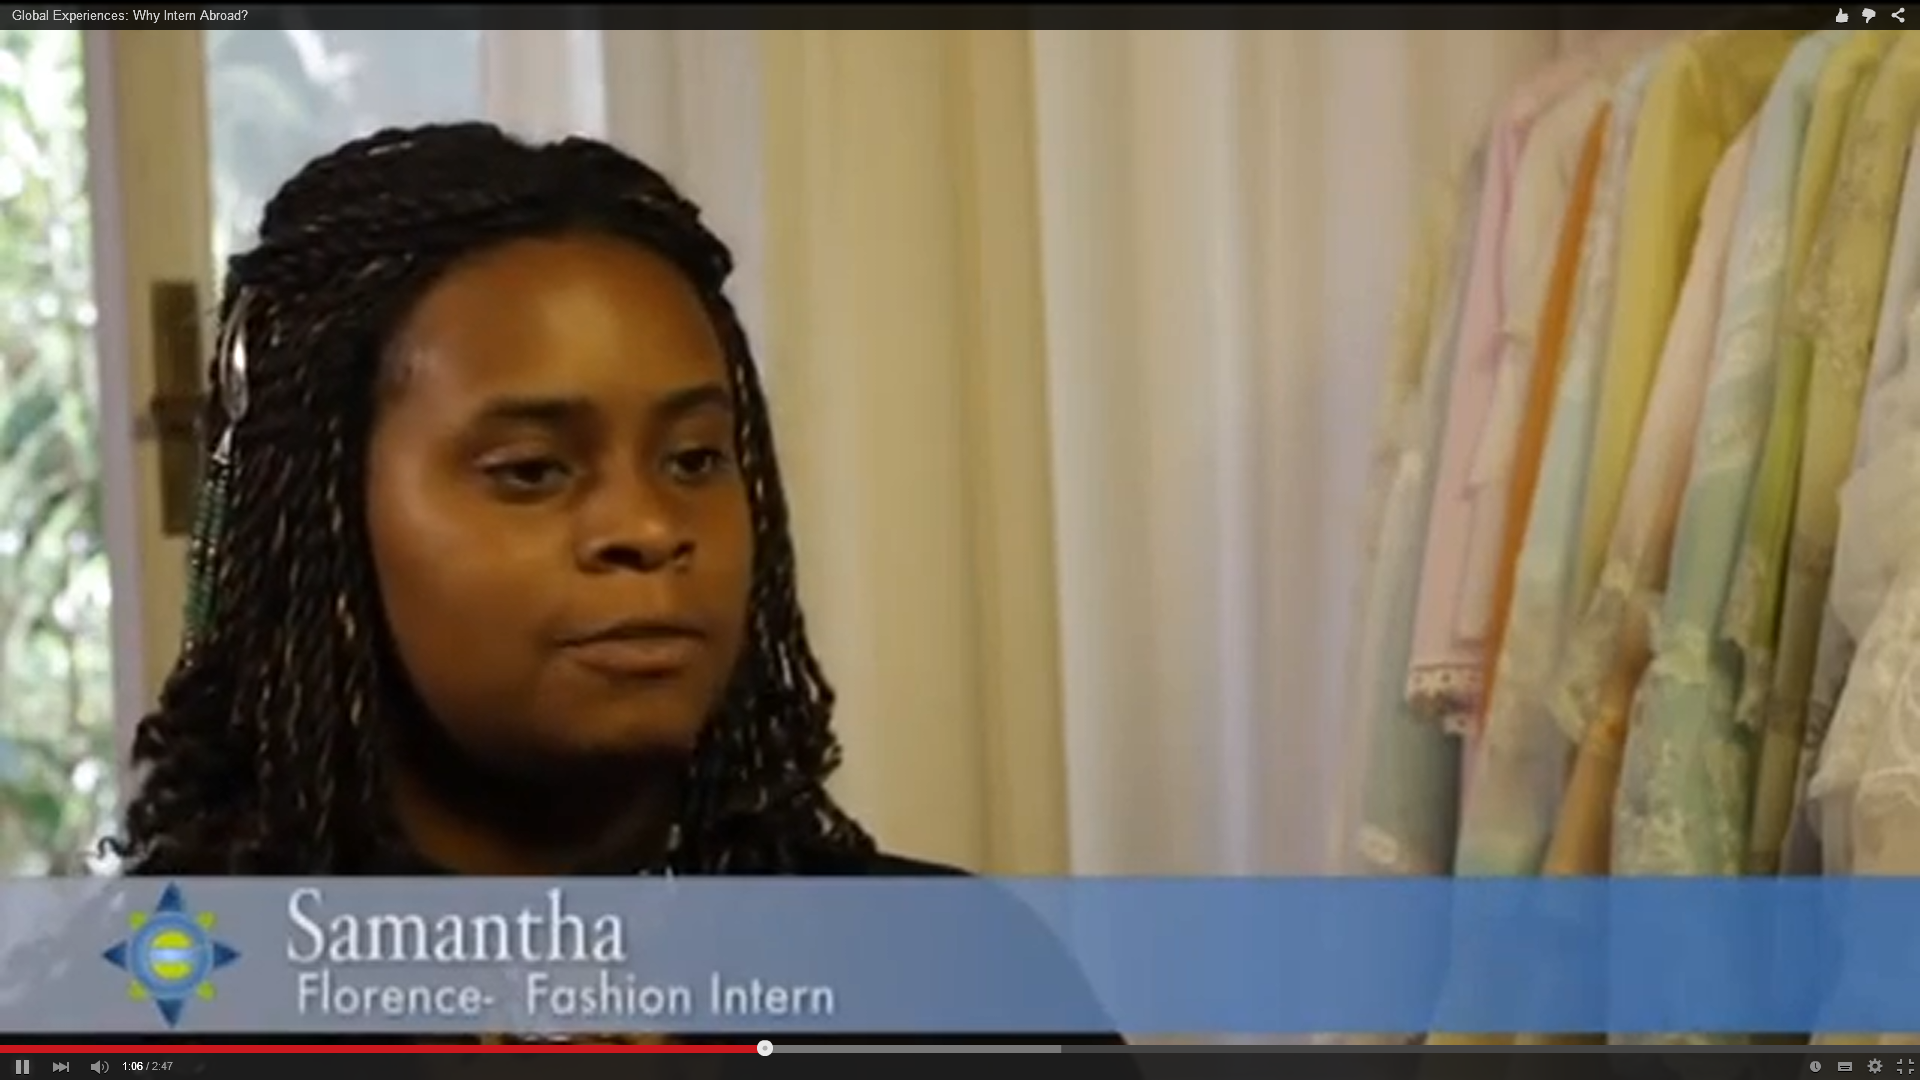 Global Experiences: Why Intern Abroad?
Samantha
Florence- Fashion Intern
1:06 / 2:47